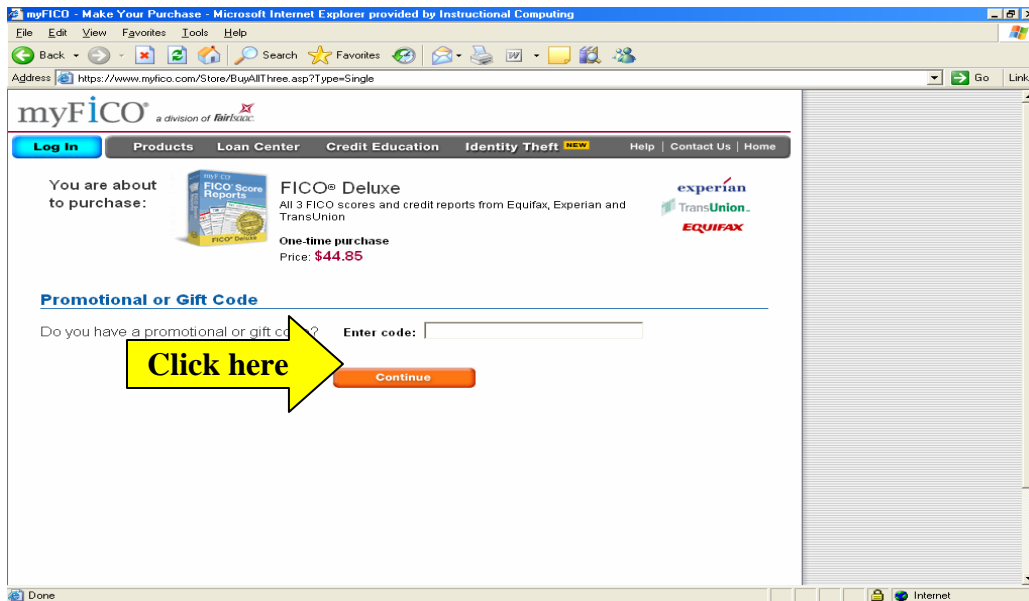 myFICO - Make Your Purchase - Microsoft Internet Explorer provided by Instructional Computing
File Edit View Favorites Tools Help
Back Search Favorites
Address https://www.myfico.com/Store/BuyAllThree.asp?Type=Single Go Link
myFICO® a division of FairIsaac.
Log In Products Loan Center Credit Education Identity Theft NEW Help | Contact Us | Home
You are about
to purchase:
myFICO
FICO® Score
Reports
FICO® Deluxe
FICO® Deluxe
All 3 FICO scores and credit reports from Equifax, Experian and
TransUnion
One-time purchase
Price: $44.85
experian
TransUnion.
EQUIFAX
Promotional or Gift Code
Do you have a promotional or gift co ? Enter code:
Click here
Continue
Done Internet